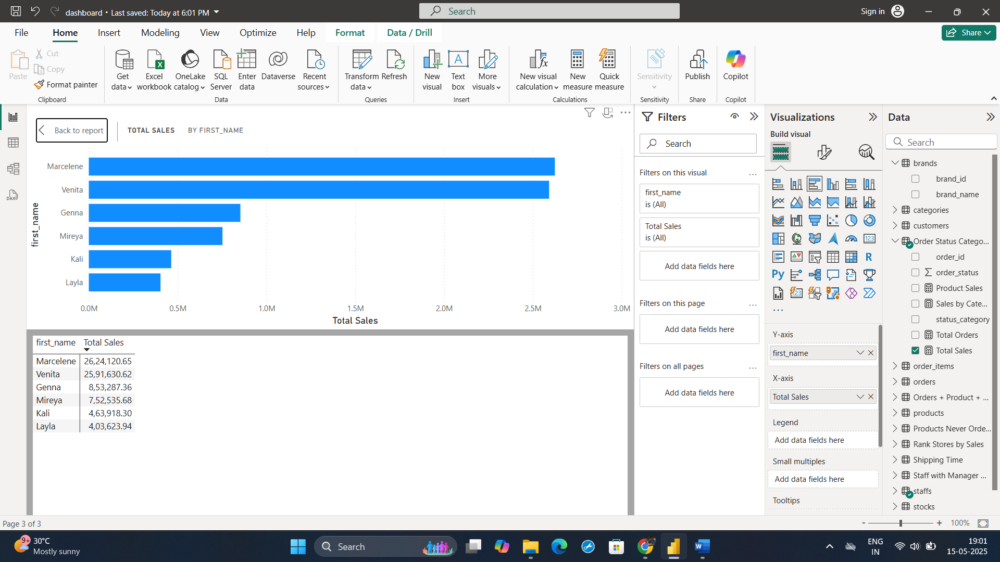 dashboard • Last saved: Today at 6:01 PM
Search
Sign in
File
Home
Insert
Modeling
View
Optimize
Help
Format
Data / Drill
Share
Paste
Cut
Copy
Format painter
Clipboard
Get data
Excel workbook
OneLake catalog
SQL Server
Enter data
Dataverse
Recent sources
Data
Transform data
Refresh
Queries
New visual
Text box
More visuals
Insert
New visual calculation
New measure
Quick measure
Calculations
Sensitivity
Sensitivity
Publish
Share
Copilot
Copilot
Back to report
TOTAL SALES
BY FIRST_NAME
first_name
Marcelene
Venita
Genna
Mireya
Kali
Layla
0.0M 0.5M 1.0M 1.5M 2.0M 2.5M 3.0M
Total Sales
first_name Total Sales
Marcelene 26,24,120.65
Venita 25,91,630.62
Genna 8,53,287.36
Mireya 7,52,535.68
Kali 4,63,918.30
Layla 4,03,623.94
Filters
Search
Filters on this visual
...
first_name
is (All)
Total Sales
is (All)
Add data fields here
Filters on this page
...
Add data fields here
Filters on all pages
...
Add data fields here
Visualizations
Build visual
123
R
Py
123
...
Y-axis
first_name
X-axis
Total Sales
Legend
Add data fields here
Small multiples
Add data fields here
Tooltips
Data
Search
brands
brand_id
brand_name
categories
customers
Order Status Catego...
order_id
order_status
Product Sales
Sales by Cate...
status_category
Total Orders
Total Sales
order_items
orders
Orders + Product + ...
products
Products Never Orde...
Rank Stores by Sales
Shipping Time
Staff with Manager ...
staffs
stocks
DAX
Page 3 of 3
- + 100%
9+
30°C
Mostly sunny
Search
W
ENG
IN
19:01
15-05-2025